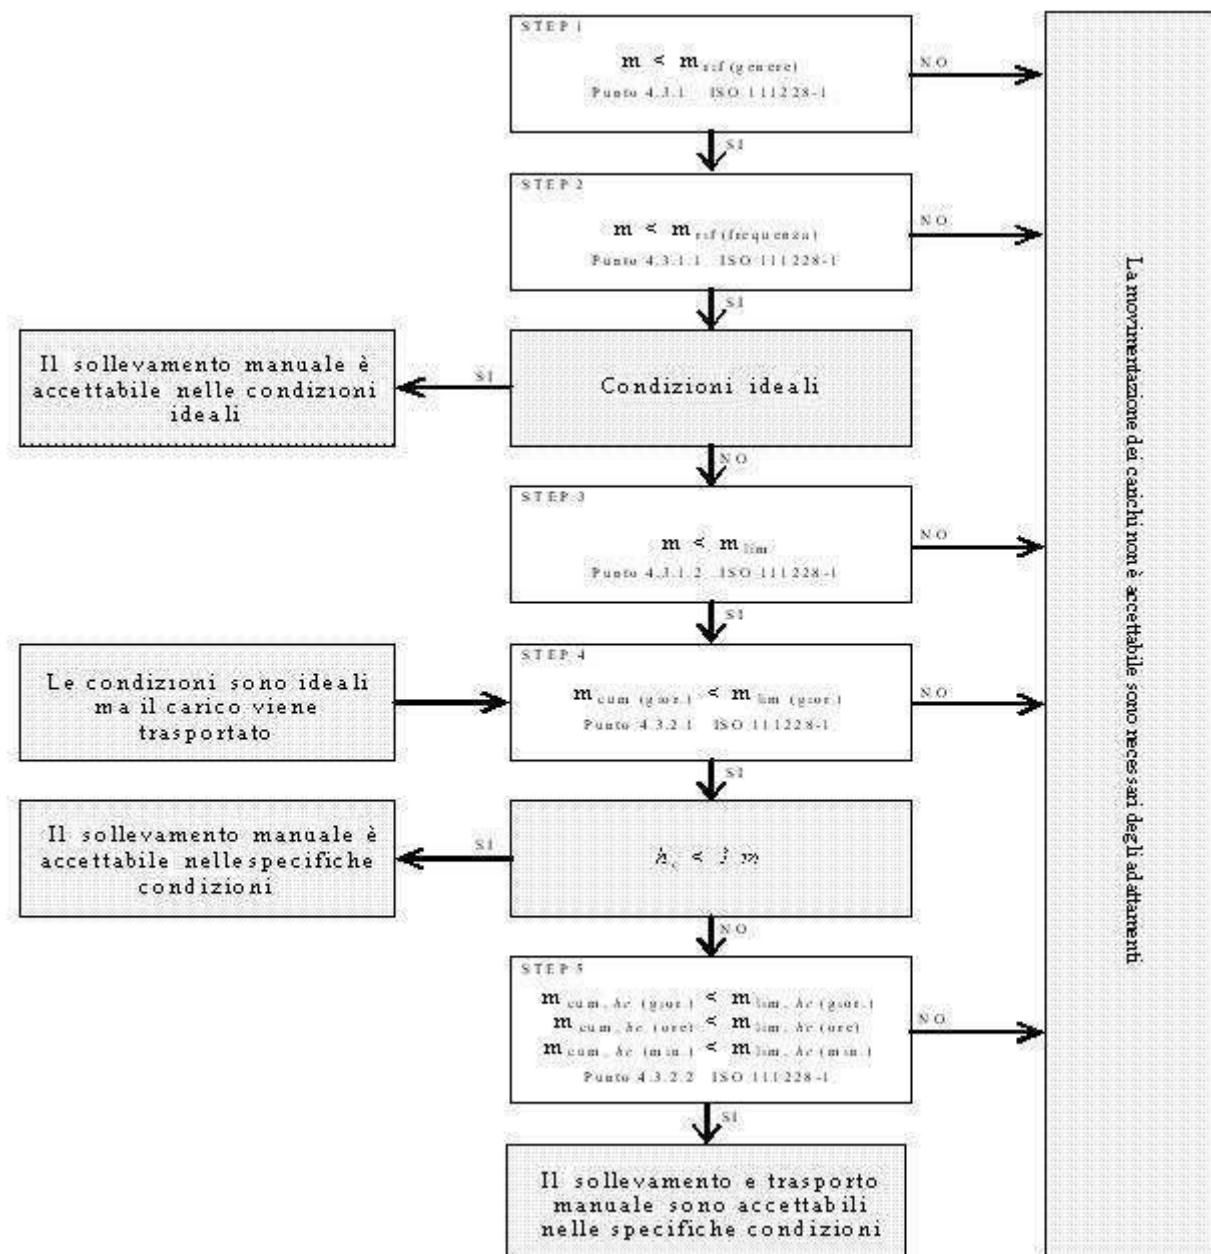 STEP 1
m < m rif (genere)
Punto 4.3.1 ISO 111228-1
NO
SI
STEP 2
m < m rif (frequenza)
Punto 4.3.1.1 ISO 111228-1
NO
SI
Il sollevamento manuale è
accettabile nelle condizioni
ideali
SI
Condizioni ideali
NO
STEP 3
m < m lim
Punto 4.3.1.2 ISO 111228-1
NO
SI
Le condizioni sono ideali
ma il carico viene
trasportato
STEP 4
m cum (gior.) < m lim (gior.)
Punto 4.3.2.1 ISO 111228-1
NO
SI
Il sollevamento manuale è
accettabile nelle specifiche
condizioni
SI
h c < 1 m
NO
STEP 5
m cum, hc (gior.) < m lim, hc (gior.)
m cum, hc (ore) < m lim, hc (ore)
m cum, hc (min.) < m lim, hc (min.)
Punto 4.3.2.2 ISO 111228-1
NO
SI
Il sollevamento e trasporto
manuale sono accettabili
nelle specifiche condizioni
La movimentazione dei carichi non è accettabile sono necessari degli adattamenti